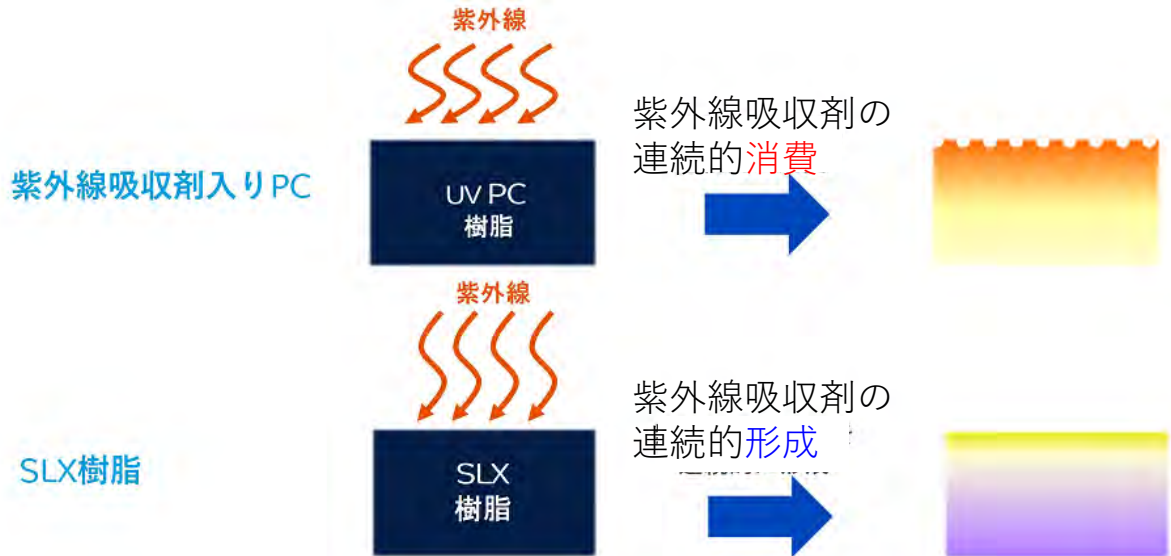 紫外線
紫外線吸収剤の
連続的消費
紫外線吸収剤入りPC
UV PC
樹脂
紫外線
紫外線吸収剤の
連続的形成
SLX樹脂
SLX
樹脂